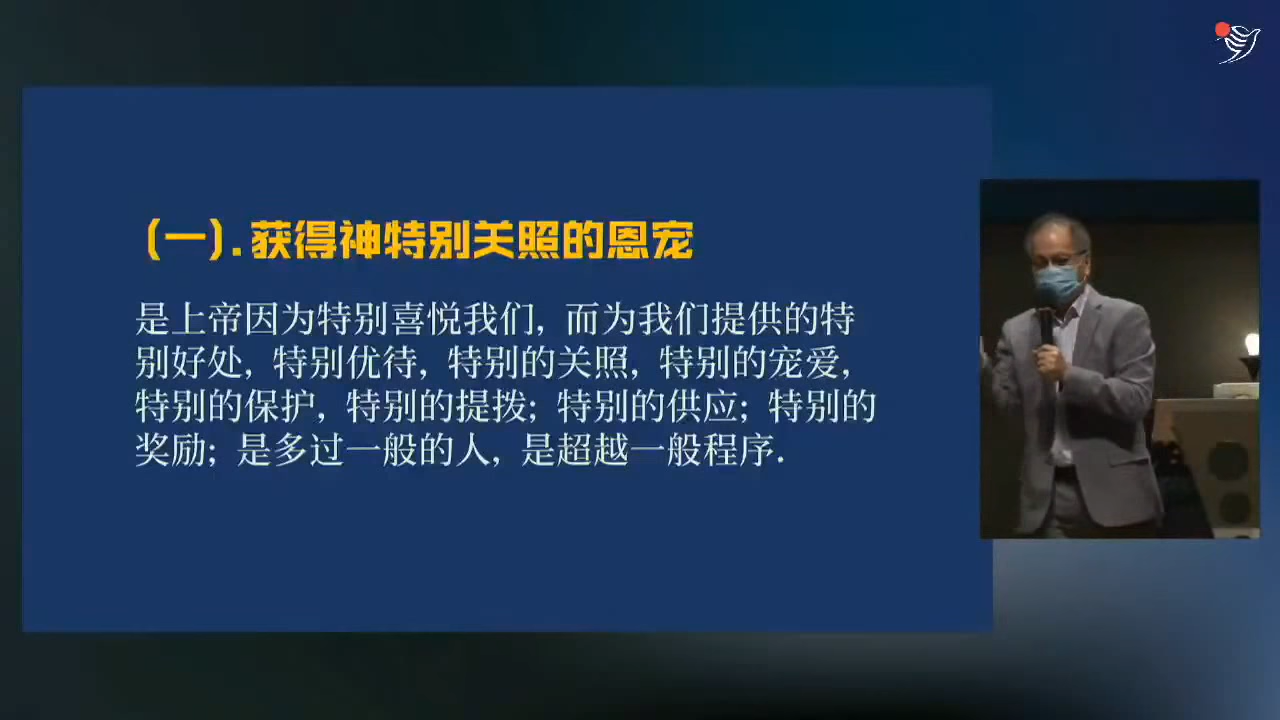 (一).获得神特别关照的恩宠
是上帝因为特别喜悦我们, 而为我们提供的特
别好处, 特别优待, 特别的关照, 特别的宠爱,
特别的保护, 特别的提拨; 特别的供应; 特别的
奖励; 是多过一般的人, 是超越一般程序.